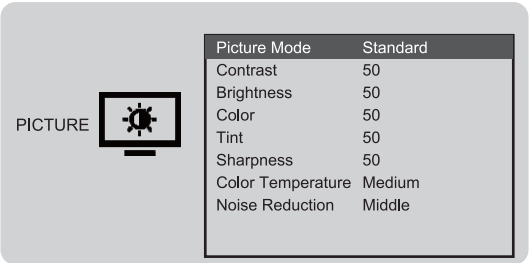 PICTURE
Picture Mode Standard
Contrast 50
Brightness 50
Color 50
Tint 50
Sharpness 50
Color Temperature Medium
Noise Reduction Middle